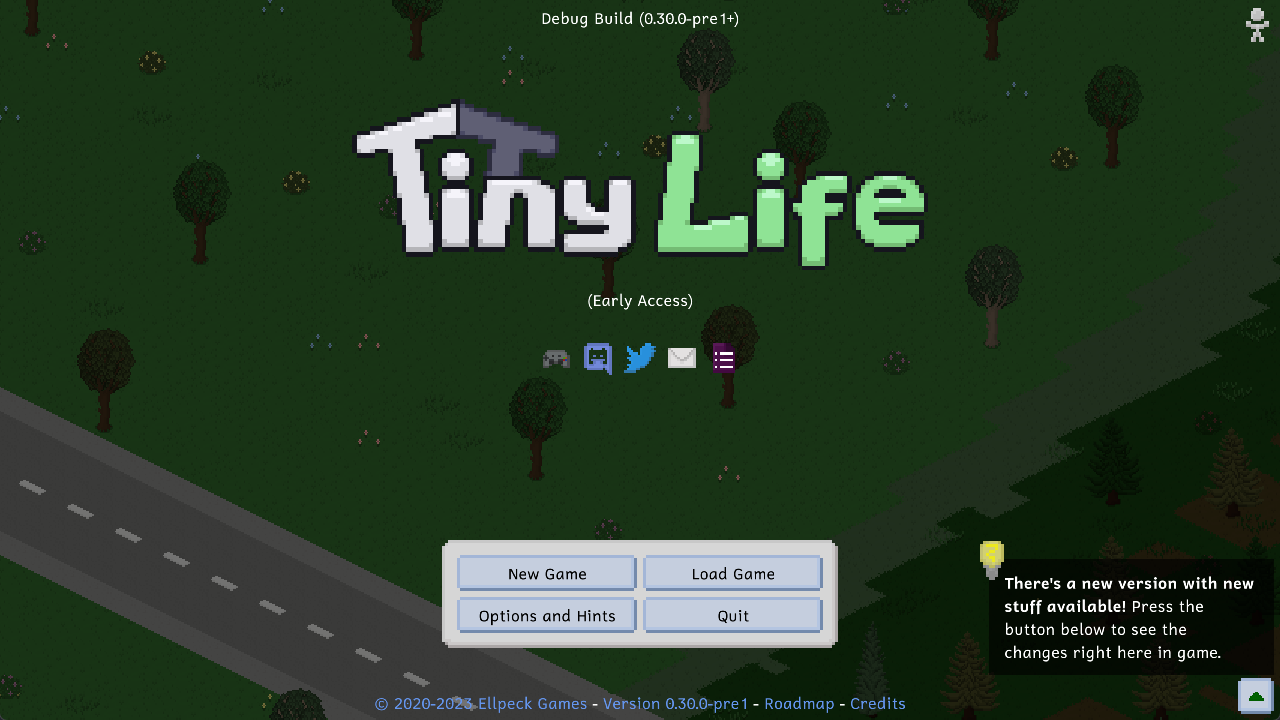 Debug Build (0.30.0-pre1+)
Tiny Life
(Early Access)
New Game
Load Game
Options and Hints
Quit
There's a new version with new
stuff available! Press the
button below to see the
changes right here in game.
© 2020-2023 Ellpeck Games - Version 0.30.0-pre1 - Roadmap - Credits